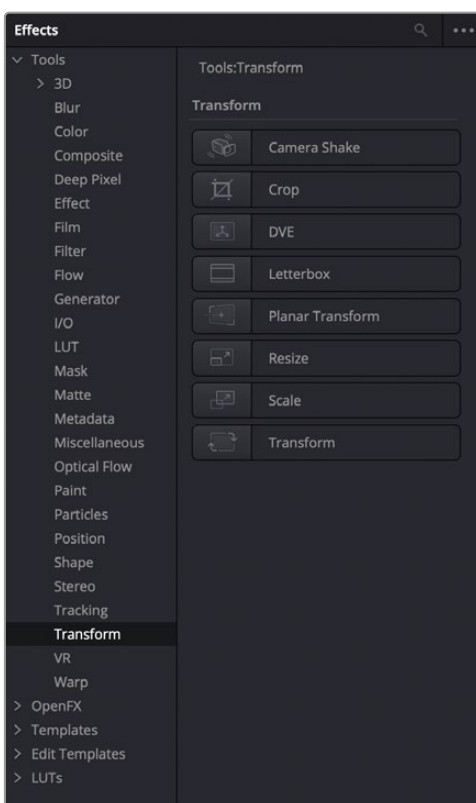 Effects
Tools
3D
Blur
Color
Composite
Deep Pixel
Effect
Film
Filter
Flow
Generator
I/O
LUT
Mask
Matte
Metadata
Miscellaneous
Optical Flow
Paint
Particles
Position
Shape
Stereo
Tracking
Transform
VR
Warp
OpenFX
Templates
Edit Templates
LUTs
Tools:Transform
Transform
Camera Shake
Crop
DVE
Letterbox
Planar Transform
Resize
Scale
Transform